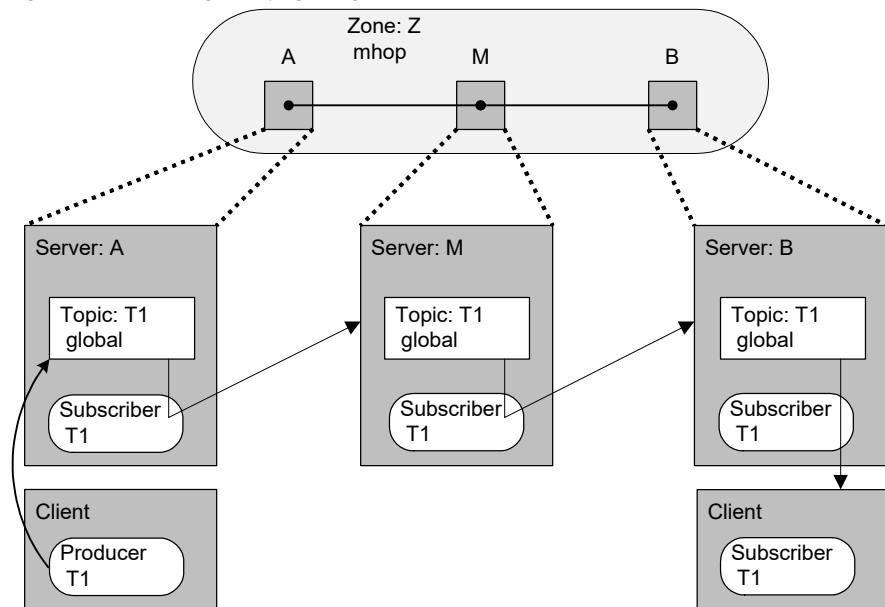 Zone: Z
mhop
A
M
B
Server: A
Topic: T1
global
Subscriber
T1
Server: M
Topic: T1
global
Subscriber
T1
Server: B
Topic: T1
global
Subscriber
T1
Client
Producer
T1
Client
Subscriber
T1